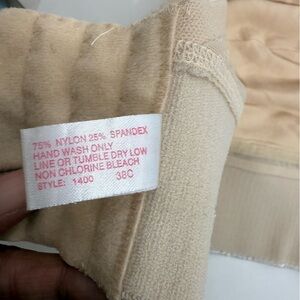 75% NYLON 25% SPANDEX
HAND WASH ONLY
LINE OR TUMBLE DRY LOW
NON CHLORINE BLEACH
STYLE: 1400 38C